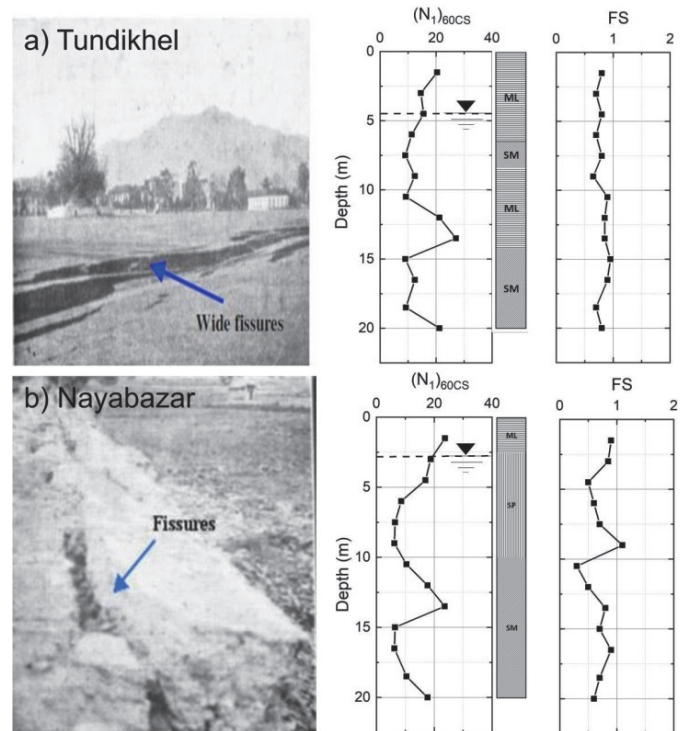 a) Tundikhel
Wide fissures
(N₁)₆₀CS
0 20 40
0
5
10
15
20
Depth (m)
ML
SM
ML
SM
FS
0 1 2
b) Nayabazar
Fissures
(N₁)₆₀CS
0 20 40
0
5
10
15
20
Depth (m)
ML
SP
SM
FS
0 1 2